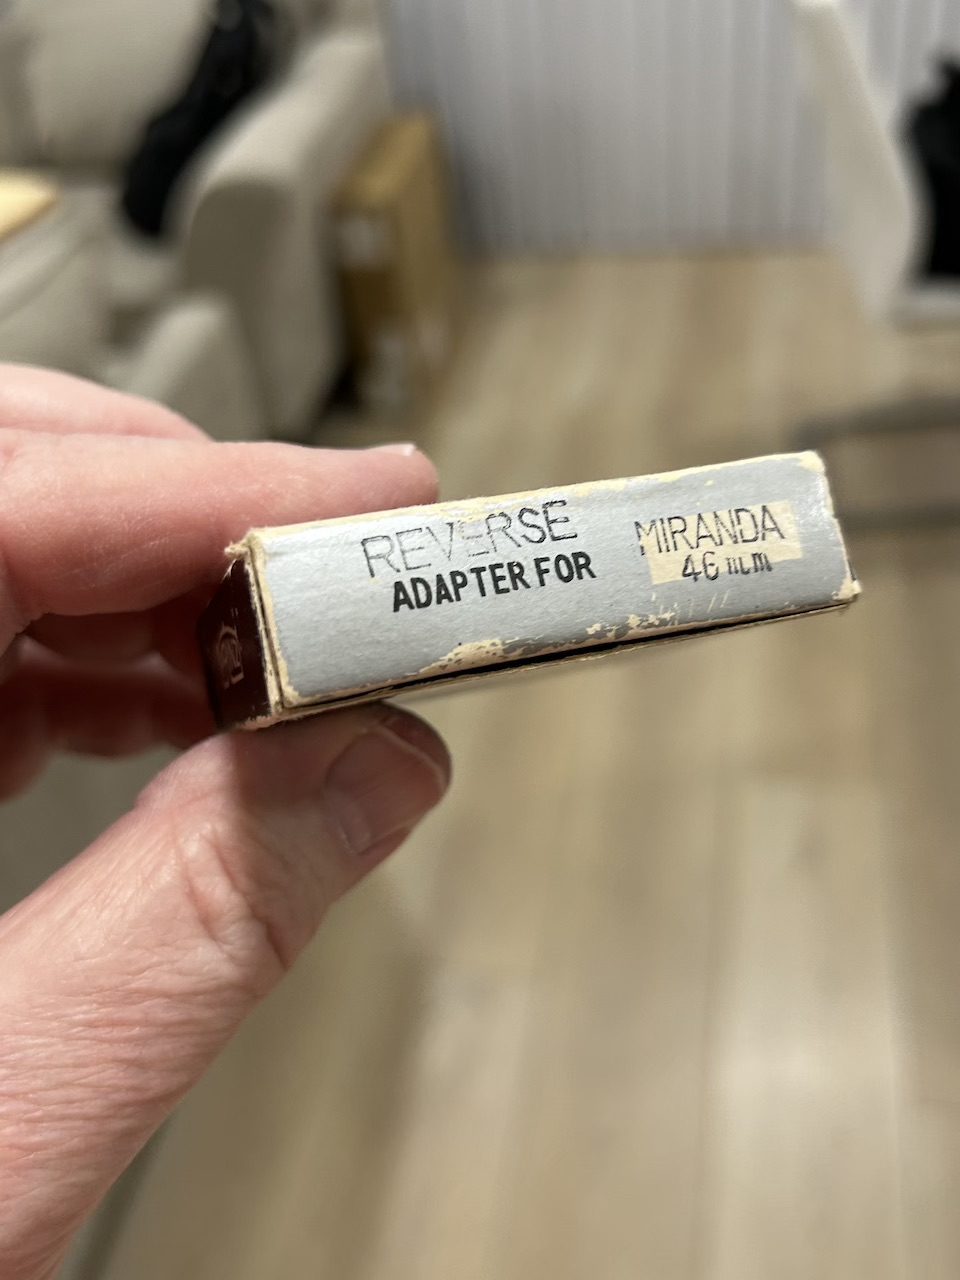 REVERSE
ADAPTER FOR
MIRANDA
46 mm